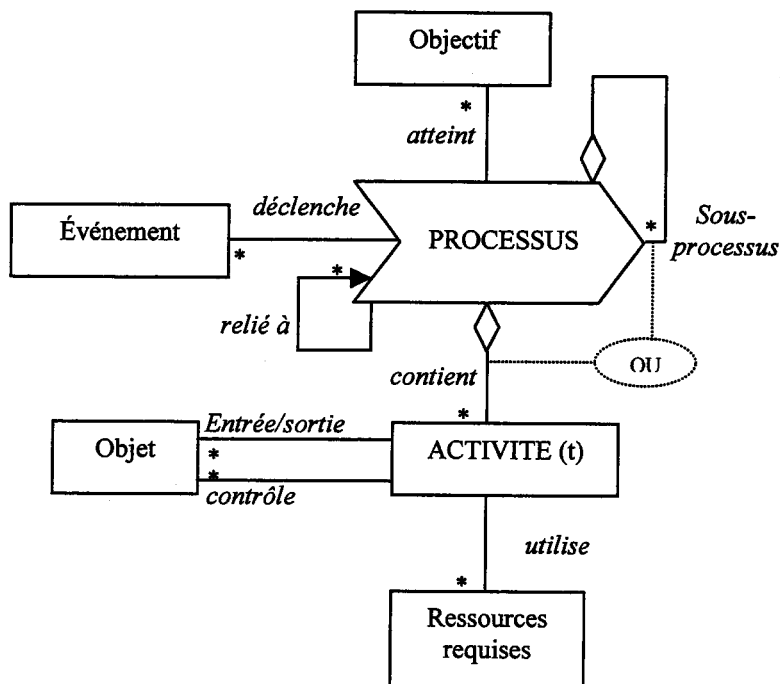 Objectif
*
atteint
déclenche
Événement
*
PROCESSUS
*
Sous-
processus
*
relié à
OU
contient
*
Entrée/sortie
Objet
*
*
contrôle
ACTIVITE (t)
utilise
*
Ressources
requises